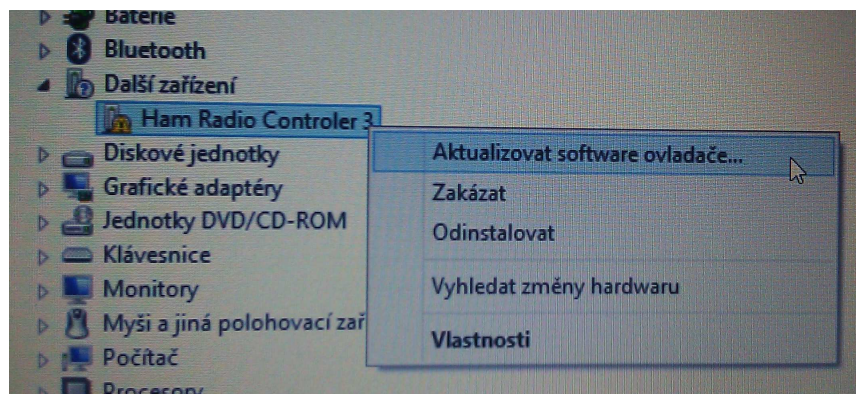 Baterie
Bluetooth
Další zařízení
Ham Radio Controler 3
Diskové jednotky
Grafické adaptéry
Jednotky DVD/CD-ROM
Klávesnice
Monitory
Myši a jiná polohovací zař
Počítač
Procesory
Aktualizovat software ovladače...
Zakázat
Odinstalovat
Vyhledat změny hardwaru
Vlastnosti